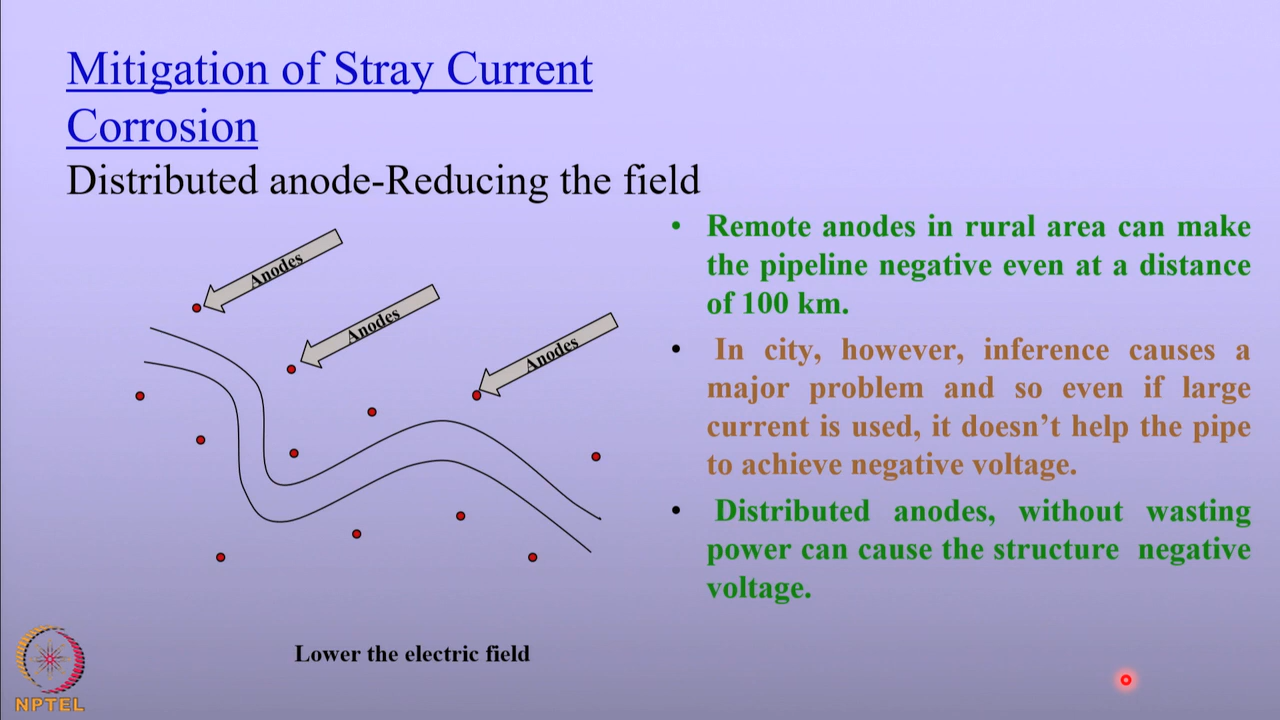 Mitigation of Stray Current
Corrosion
Distributed anode-Reducing the field
Anodes
Anodes
Anodes
Lower the electric field
• Remote anodes in rural area can make
the pipeline negative even at a distance
of 100 km.
• In city, however, inference causes a
major problem and so even if large
current is used, it doesn’t help the pipe
to achieve negative voltage.
• Distributed anodes, without wasting
power can cause the structure negative
voltage.
NPTEL